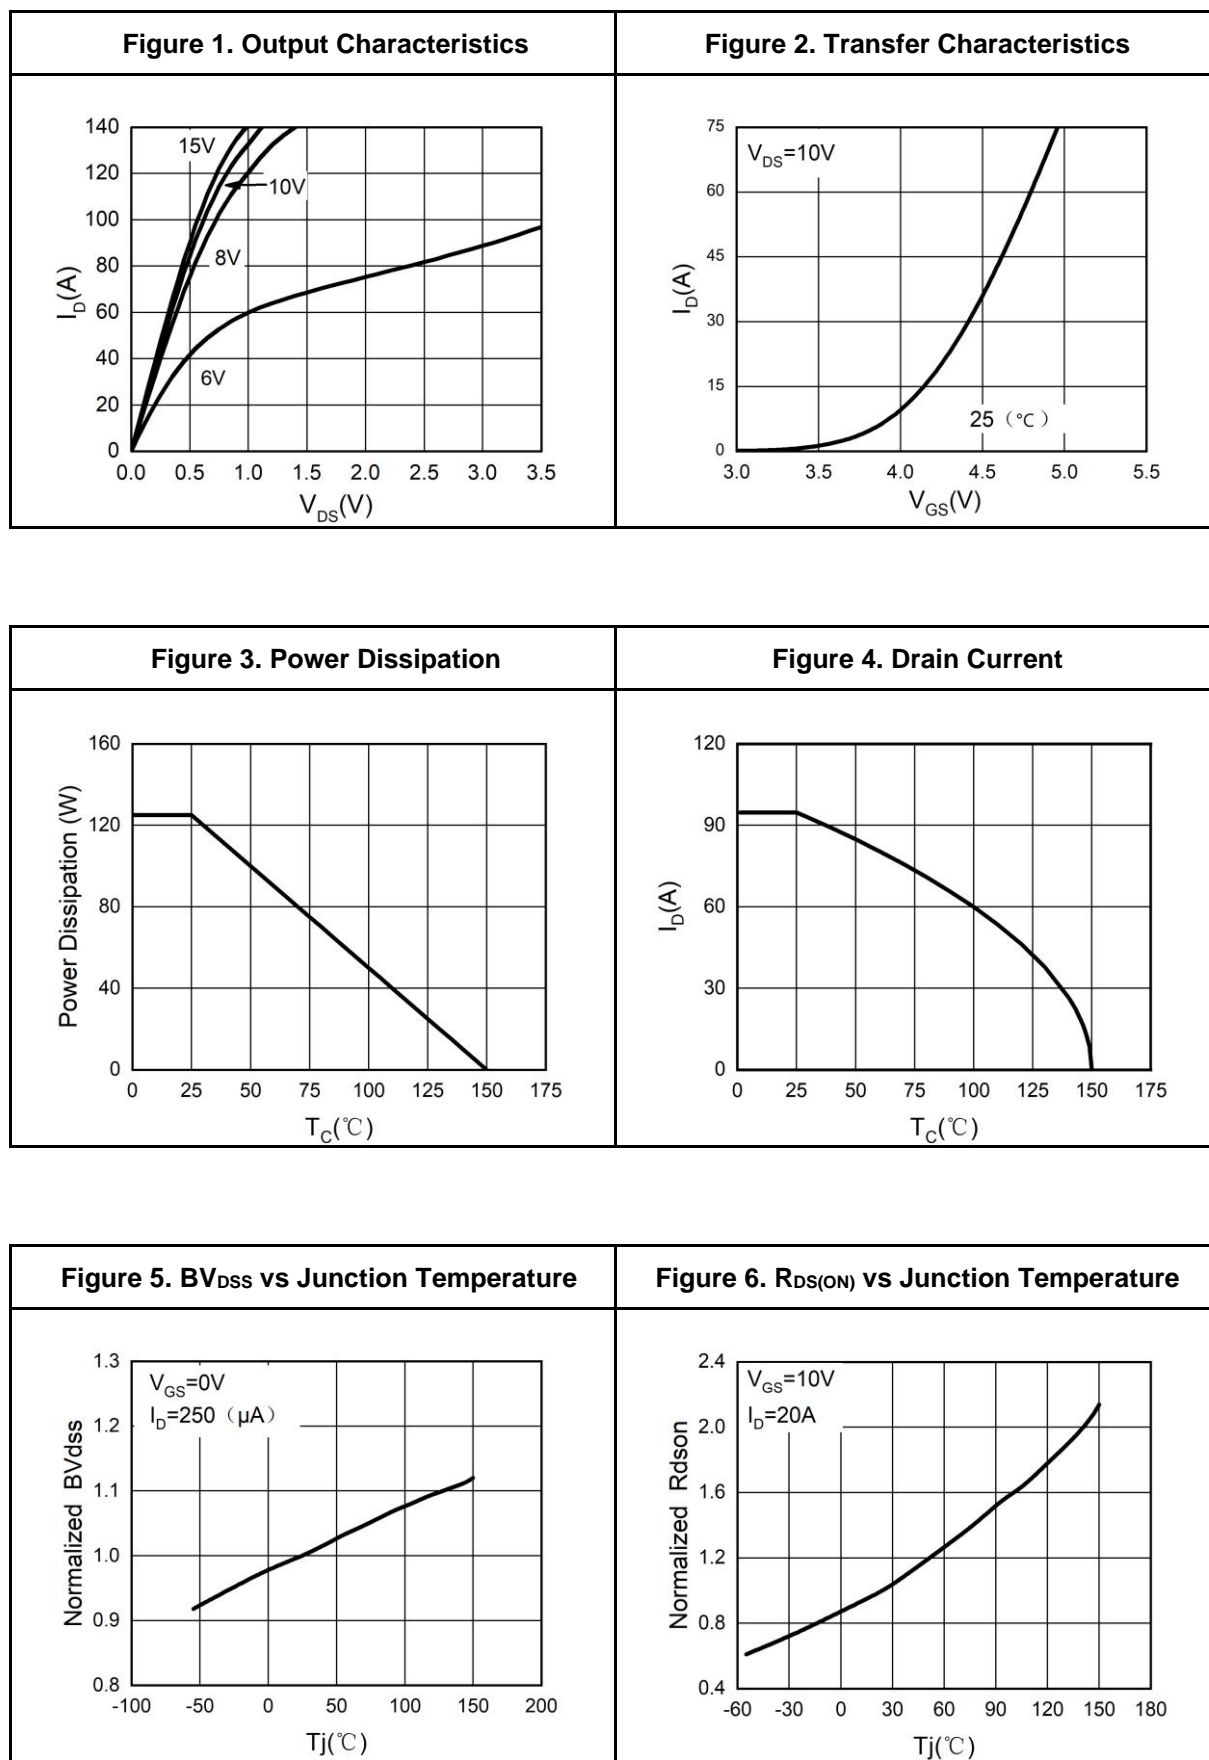 Figure 1. Output Characteristics
Figure 2. Transfer Characteristics
140
120
100
80
60
40
20
0
I_D(A)
15V
10V
8V
6V
0.0 0.5 1.0 1.5 2.0 2.5 3.0 3.5
V_DS(V)
75
60
45
30
15
0
I_D(A)
V_DS=10V
25（℃）
3.0 3.5 4.0 4.5 5.0 5.5
V_GS(V)
Figure 3. Power Dissipation
Figure 4. Drain Current
160
120
80
40
0
Power Dissipation (W)
0 25 50 75 100 125 150 175
T_C(℃)
120
90
60
30
0
I_D(A)
0 25 50 75 100 125 150 175
T_C(℃)
Figure 5. BV_DSS vs Junction Temperature
Figure 6. R_DS(ON) vs Junction Temperature
1.3
1.2
1.1
1.0
0.9
0.8
Normalized BVdss
V_GS=0V
I_D=250（μA）
-100 -50 0 50 100 150 200
Tj(℃)
2.4
2.0
1.6
1.2
0.8
0.4
Normalized Rdson
V_GS=10V
I_D=20A
-60 -30 0 30 60 90 120 150 180
Tj(℃)